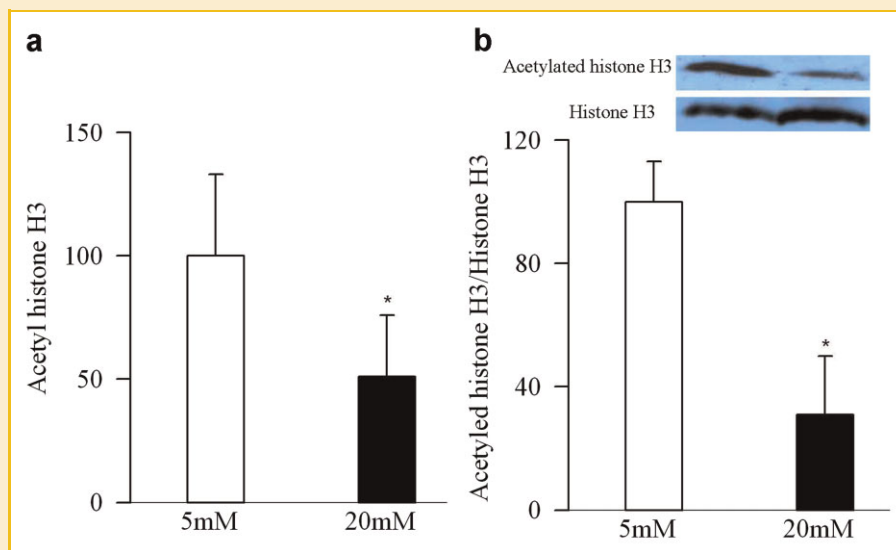 a
Acetyl histone H3
150
100
50
0
*
5mM
20mM
b
Acetylated histone H3
Histone H3
Acetyled histone H3/Histone H3
120
80
40
0
*
5mM
20mM